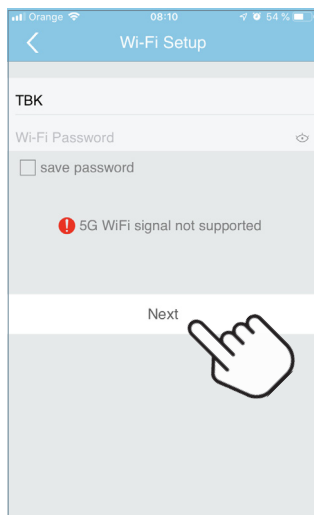 Orange 08:10 54 %
Wi-Fi Setup
TBK
Wi-Fi Password
save password
5G WiFi signal not supported
Next